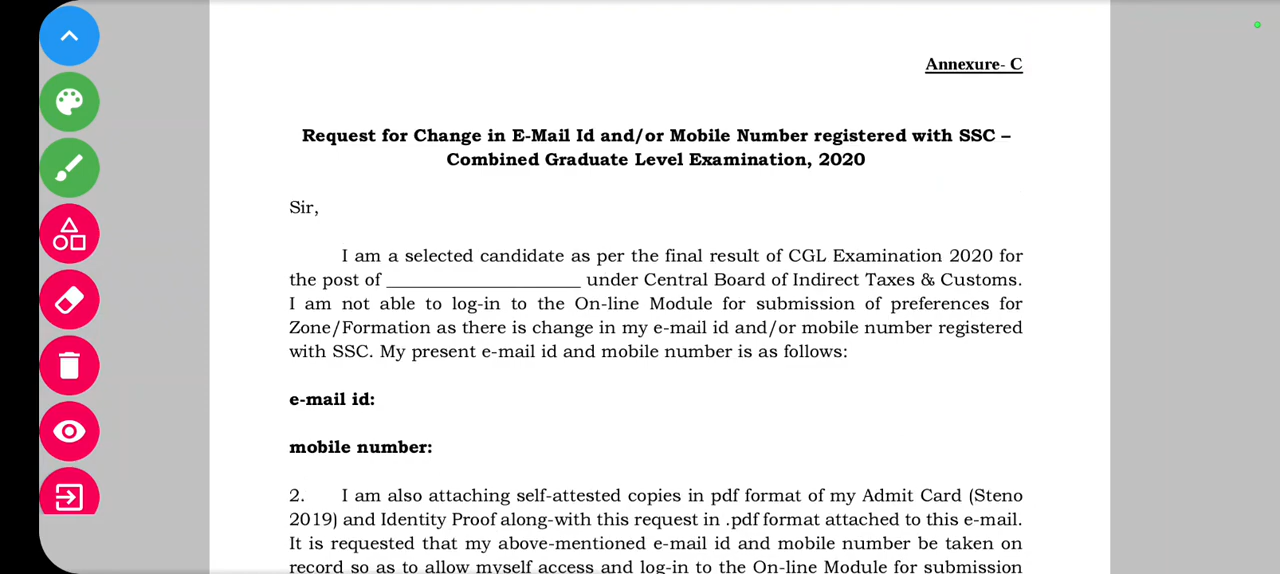 Annexure- C
Request for Change in E-Mail Id and/or Mobile Number registered with SSC –
Combined Graduate Level Examination, 2020
Sir,
I am a selected candidate as per the final result of CGL Examination 2020 for
the post of ____________________ under Central Board of Indirect Taxes & Customs.
I am not able to log-in to the On-line Module for submission of preferences for
Zone/Formation as there is change in my e-mail id and/or mobile number registered
with SSC. My present e-mail id and mobile number is as follows:
e-mail id:
mobile number:
2. I am also attaching self-attested copies in pdf format of my Admit Card (Steno
2019) and Identity Proof along-with this request in .pdf format attached to this e-mail.
It is requested that my above-mentioned e-mail id and mobile number be taken on
record so as to allow myself access and log-in to the On-line Module for submission